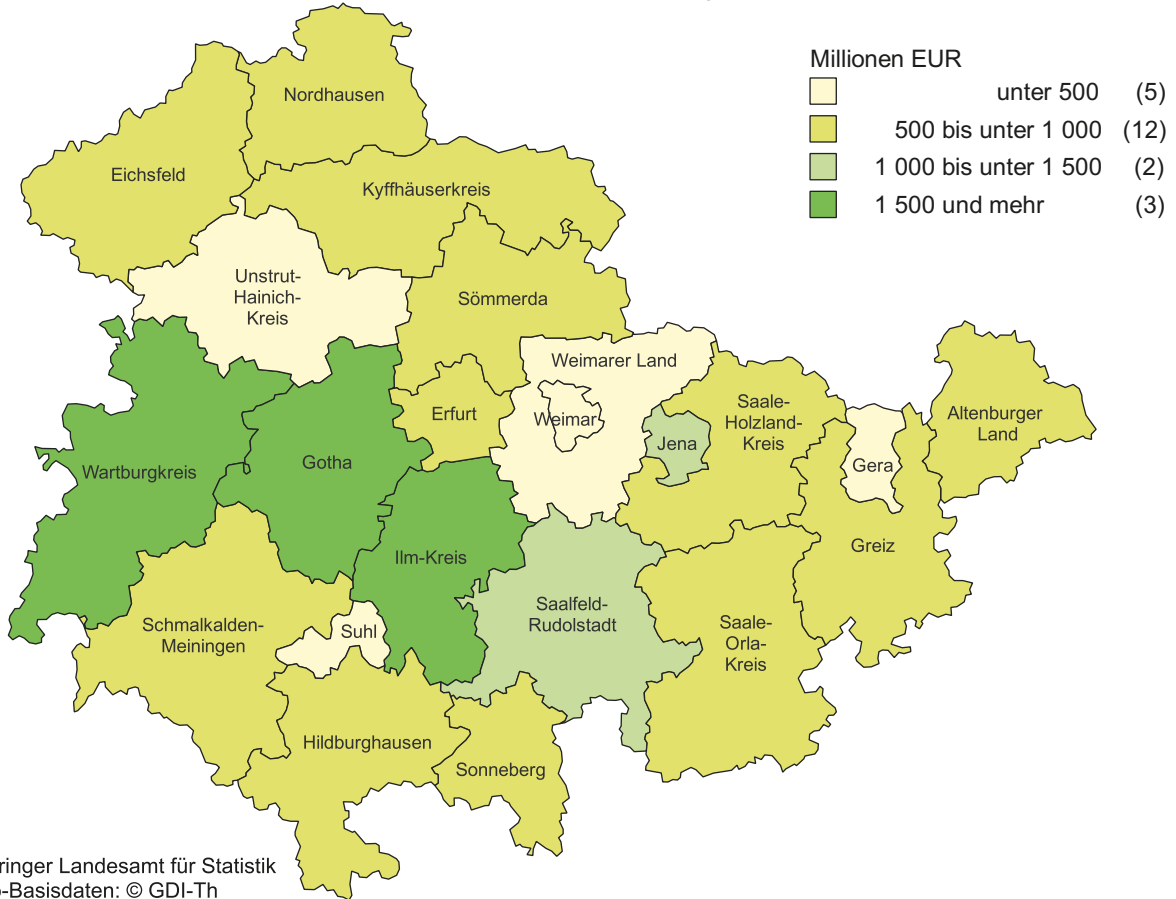 Millionen EUR
unter 500 (5)
500 bis unter 1 000 (12)
1 000 bis unter 1 500 (2)
1 500 und mehr (3)
Nordhausen
Eichsfeld
Kyffhäuserkreis
Unstrut-
Hainich-
Kreis
Sömmerda
Weimarer Land
Weimar
Erfurt
Saale-
Holzland-
Kreis
Jena
Altenburger
Land
Gera
Wartburgkreis
Gotha
Ilm-Kreis
Greiz
Saalfeld-
Rudolstadt
Schmalkalden-
Meiningen
Suhl
Saale-
Orla-
Kreis
Hildburghausen
Sonneberg
ringer Landesamt für Statistik
-Basisdaten: © GDI-Th